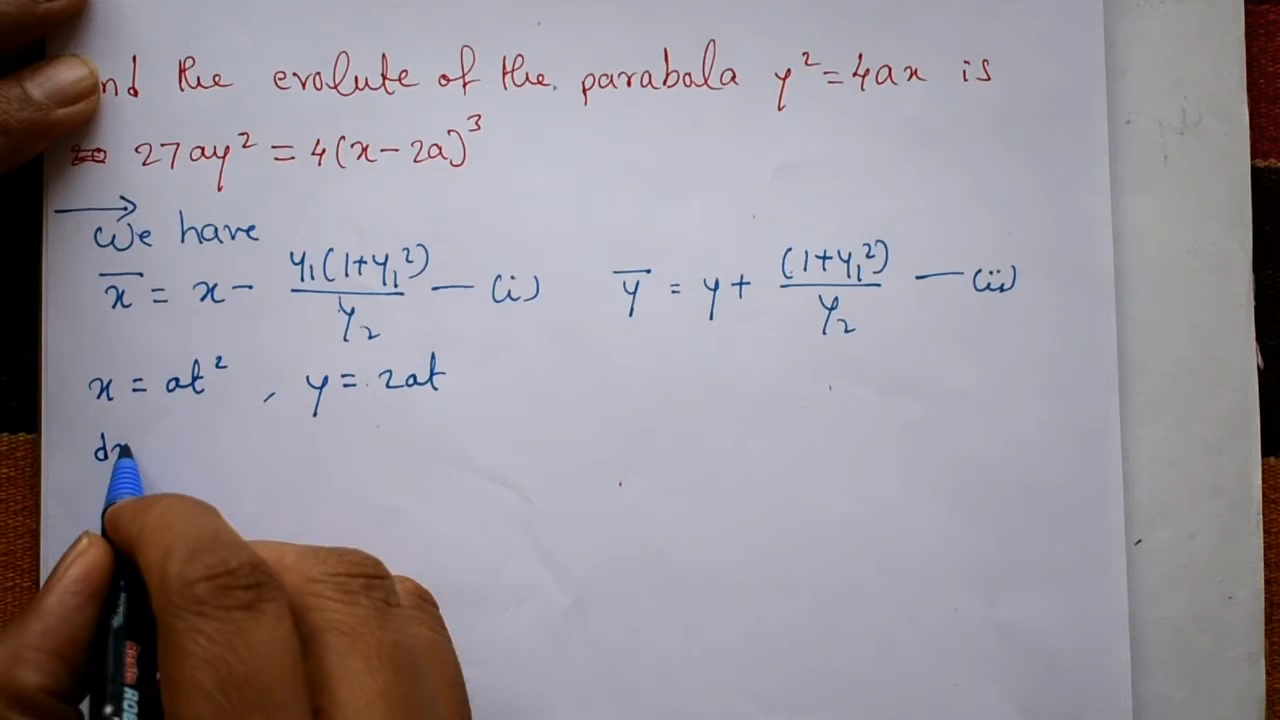 nd the evolute of the parabala y² = 4ax is
27ay² = 4(x - 2a)³
We have
x̅ = x - y₁(1+y₁²)/y₂ — (i) y̅ = y + (1+y₁²)/y₂ — (ii)
x = at² , y = 2at
dx